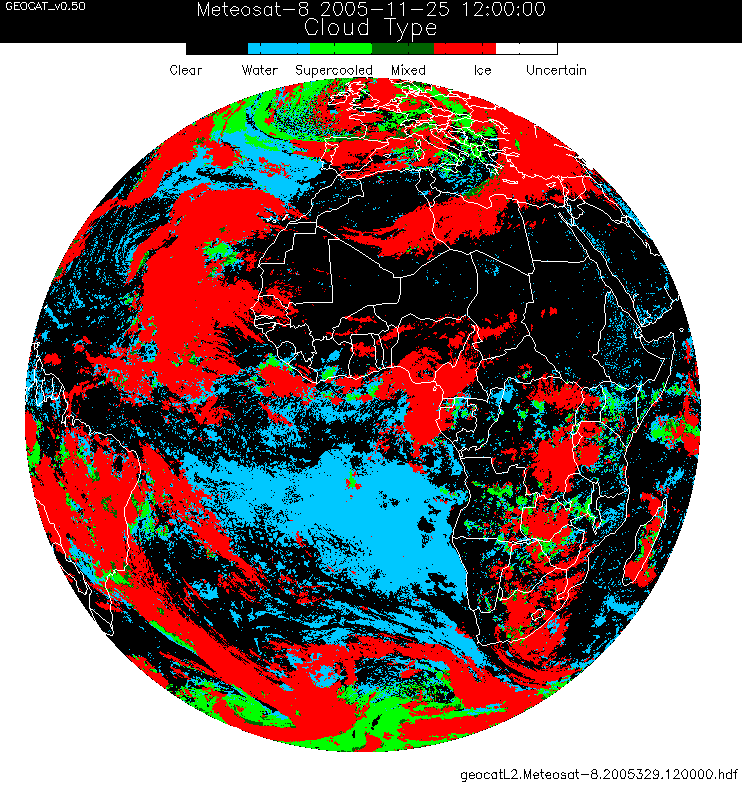 GEOCAT_v0.50
Meteosat-8 2005-11-25 12:00:00
Cloud Type
Clear Water Supercooled Mixed Ice Uncertain
geocatL2.Meteosat-8.2005329.120000.hdf